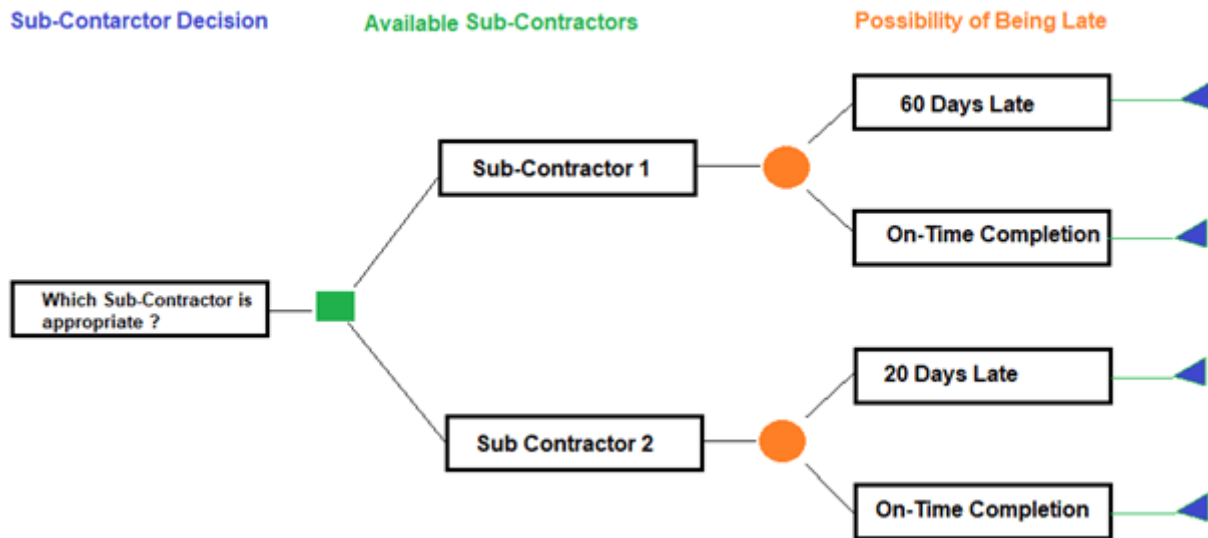 Sub-Contarctor Decision
Available Sub-Contractors
Possibility of Being Late
60 Days Late
Sub-Contractor 1
On-Time Completion
Which Sub-Contractor is
appropriate ?
20 Days Late
Sub Contractor 2
On-Time Completion